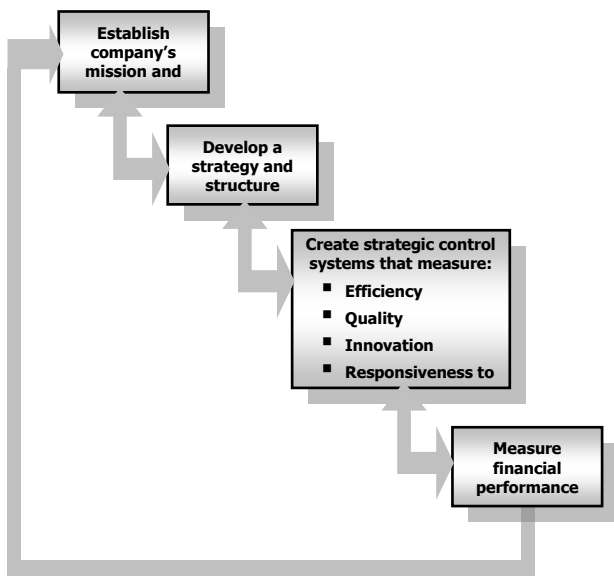 Establish
company’s
mission and
Develop a
strategy and
structure
Create strategic control
systems that measure:
▪ Efficiency
▪ Quality
▪ Innovation
▪ Responsiveness to
Measure
financial
performance